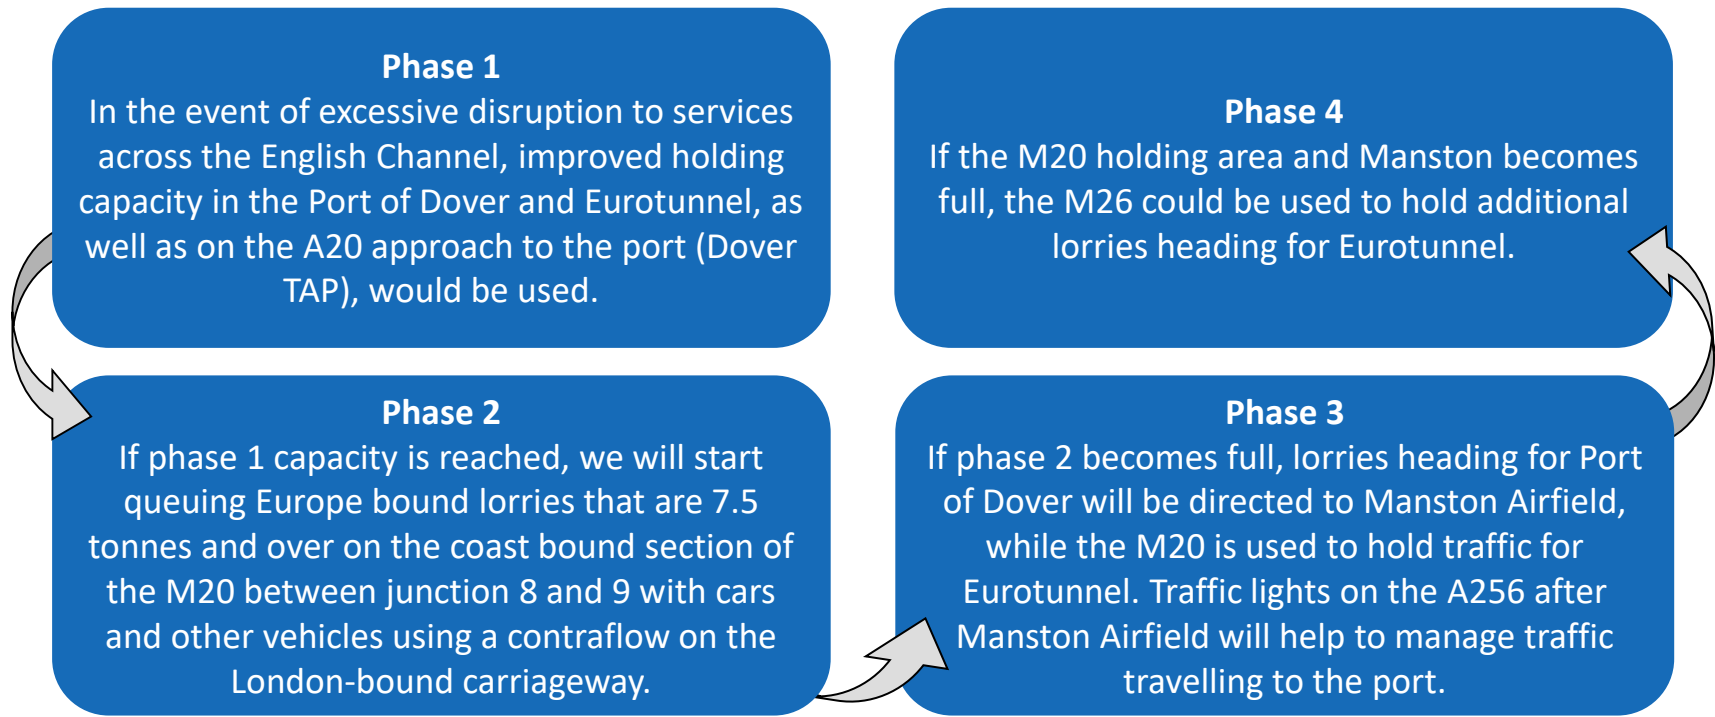 Phase 1
In the event of excessive disruption to services
across the English Channel, improved holding
capacity in the Port of Dover and Eurotunnel, as
well as on the A20 approach to the port (Dover
TAP), would be used.
Phase 2
If phase 1 capacity is reached, we will start
queuing Europe bound lorries that are 7.5
tonnes and over on the coast bound section of
the M20 between junction 8 and 9 with cars
and other vehicles using a contraflow on the
London-bound carriageway.
Phase 3
If phase 2 becomes full, lorries heading for Port
of Dover will be directed to Manston Airfield,
while the M20 is used to hold traffic for
Eurotunnel. Traffic lights on the A256 after
Manston Airfield will help to manage traffic
travelling to the port.
Phase 4
If the M20 holding area and Manston becomes
full, the M26 could be used to hold additional
lorries heading for Eurotunnel.